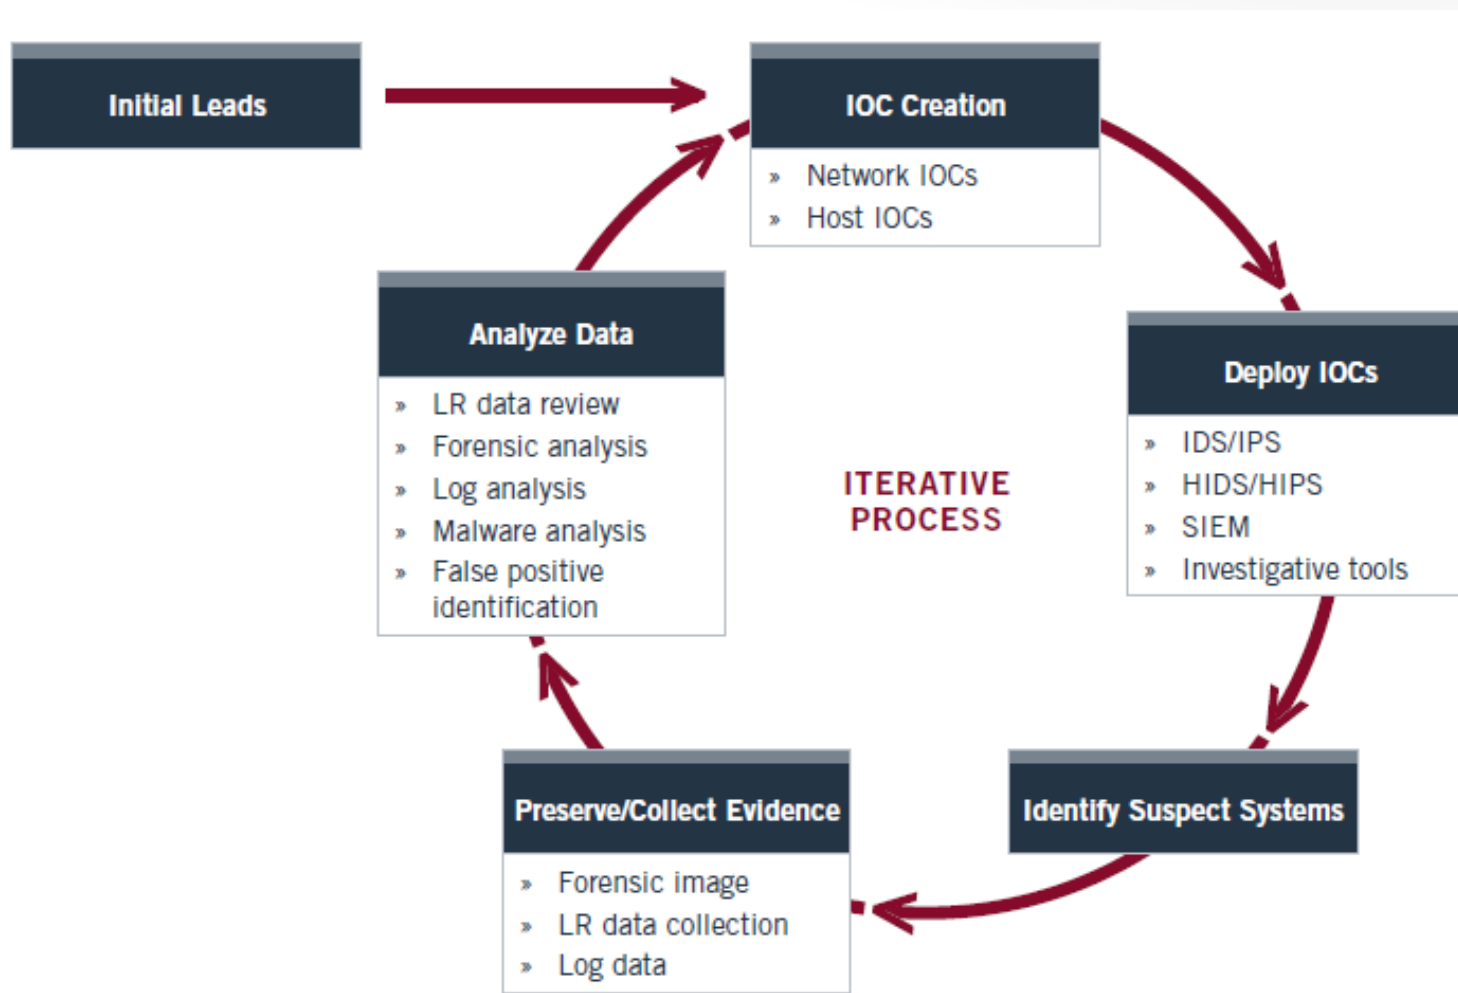 Initial Leads
IOC Creation
» Network IOCs
» Host IOCs
Deploy IOCs
» IDS/IPS
» HIDS/HIPS
» SIEM
» Investigative tools
Identify Suspect Systems
Preserve/Collect Evidence
» Forensic image
» LR data collection
» Log data
Analyze Data
» LR data review
» Forensic analysis
» Log analysis
» Malware analysis
» False positive
identification
ITERATIVE
PROCESS